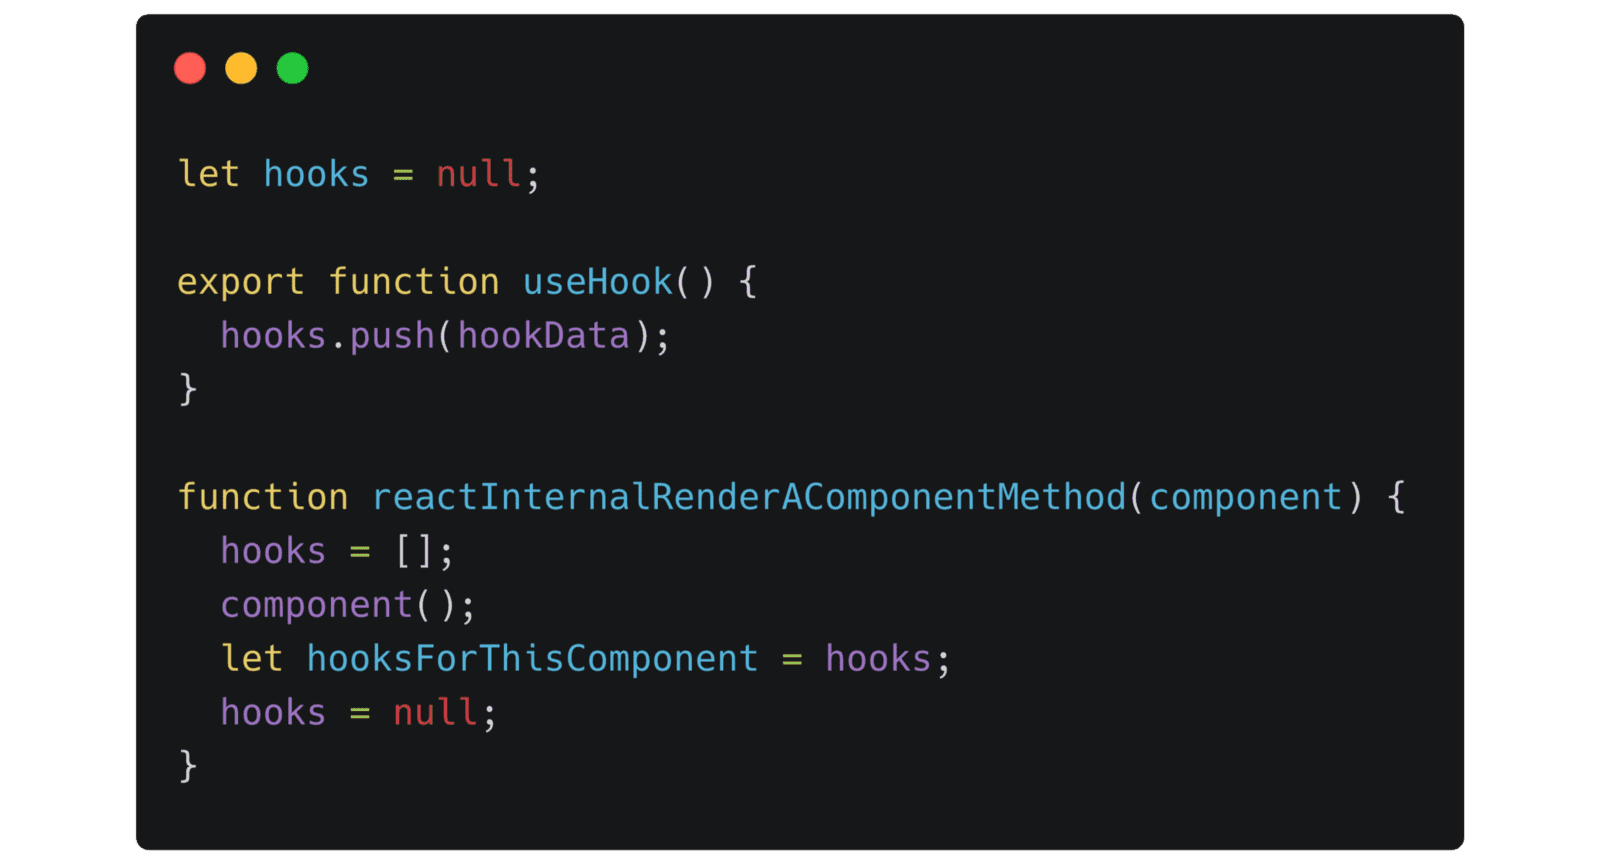 let hooks = null;
export function useHook() {
hooks.push(hookData);
}
function reactInternalRenderAComponentMethod(component) {
hooks = [];
component();
let hooksForThisComponent = hooks;
hooks = null;
}